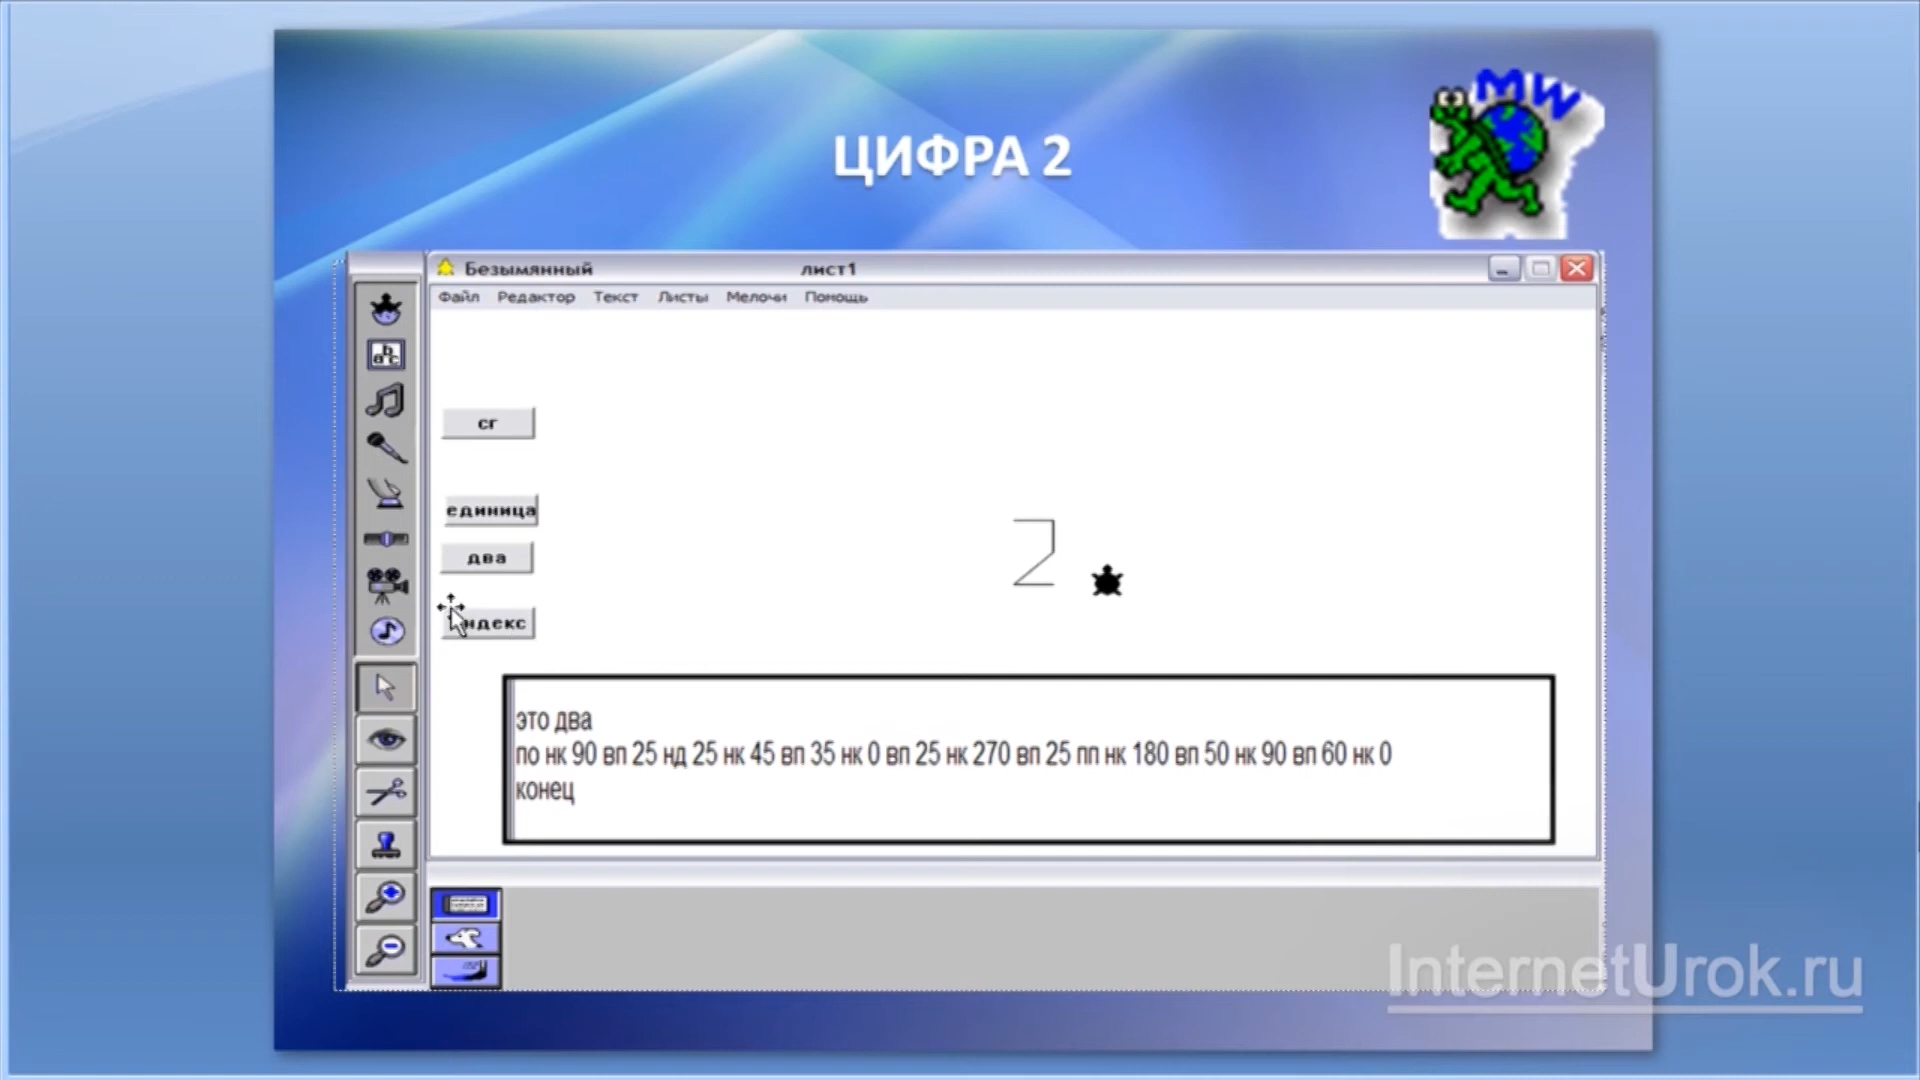 MW
ЦИФРА 2
Безымянный лист1
Файл Редактор Текст Листы Мелочи Помощь
сг
единица
два
ндекс
2
это два
по нк 90 вп 25 нд 25 нк 45 вп 35 нк 0 вп 25 нк 270 вп 25 пп нк 180 вп 50 нк 90 вп 60 нк 0
конец
InternetUrok.ru